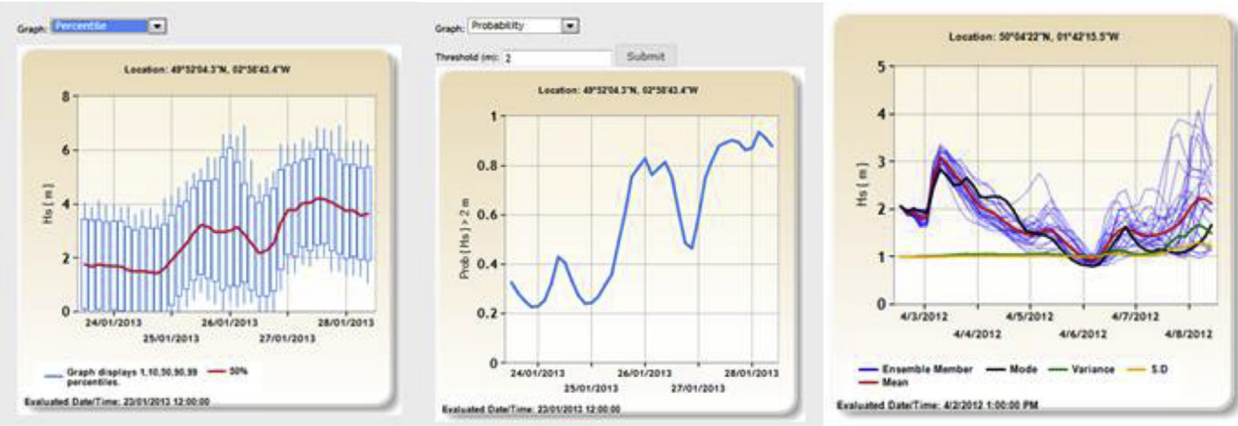 Graph: Percentile
Location: 49°52'04.3"N, 02°58'43.4"W
8
6
4
2
0
Hs [ m ]
24/01/2013
25/01/2013
26/01/2013
27/01/2013
28/01/2013
Graph displays 1,10,50,90,99 percentiles.
50%
Evaluated Date/Time: 23/01/2013 12:00:00
Graph: Probability
Threshold (m): 2
Submit
Location: 49°52'04.3"N, 02°58'43.4"W
1
0.8
0.6
0.4
0.2
0
Prob [ Hs ] > 2 m
24/01/2013
25/01/2013
26/01/2013
27/01/2013
28/01/2013
Evaluated Date/Time: 23/01/2013 12:00:00
Location: 50°04'22"N, 01°42'15.5"W
5
4
3
2
1
0
Hs [ m ]
4/3/2012
4/4/2012
4/5/2012
4/6/2012
4/7/2012
4/8/2012
Ensemble Member
Mode
Variance
S.D
Mean
Evaluated Date/Time: 4/2/2012 1:00:00 PM